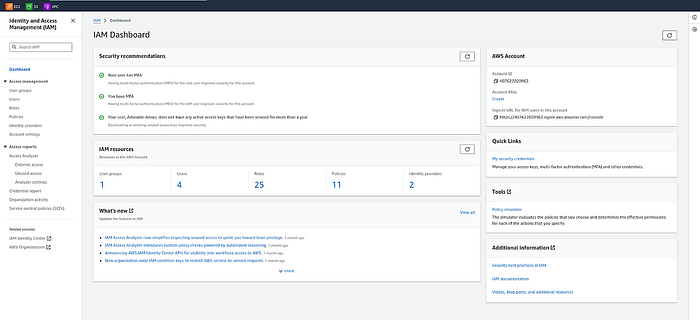 EC2 S3 VPC
Identity and Access
Management (IAM)
Search IAM
Dashboard
Access management
User groups
Users
Roles
Policies
Identity providers
Account settings
Access reports
Access Analyzer
External access
Unused access
Analyzer settings
Credential report
Organization activity
Service control policies (SCPs)
Related consoles
IAM Identity Center
AWS Organizations
IAM > Dashboard
IAM Dashboard
Security recommendations
Root user has MFA
Having multi-factor authentication (MFA) for the root user improves security for this account.
You have MFA
Having multi-factor authentication (MFA) for the IAM user improves security for this account.
Your user, Adorable-Amari, does not have any active access keys that have been unused for more than a year.
Deactivating or deleting unused access keys improves security.
IAM resources
Resources in this AWS Account
User groups Users Roles Policies Identity providers
1 4 25 11 2
What's new View all
Updates for features in IAM
IAM Access Analyzer now simplifies inspecting unused access to guide you toward least privilege. 1 month ago
IAM Access Analyzer introduces custom policy checks powered by automated reasoning. 1 month ago
Announcing AWS IAM Identity Center APIs for visibility into workforce access to AWS. 1 month ago
New organization-wide IAM condition keys to restrict AWS service-to-service requests. 1 month ago
more
AWS Account
Account ID
407622020962
Account Alias
Create
Sign-in URL for IAM users in this account
https://407622020962.signin.aws.amazon.com/console
Quick Links
My security credentials
Manage your access keys, multi-factor authentication (MFA) and other credentials.
Tools
Policy simulator
The simulator evaluates the policies that you choose and determines the effective permissions
for each of the actions that you specify.
Additional information
Security best practices in IAM
IAM documentation
Videos, blog posts, and additional resources